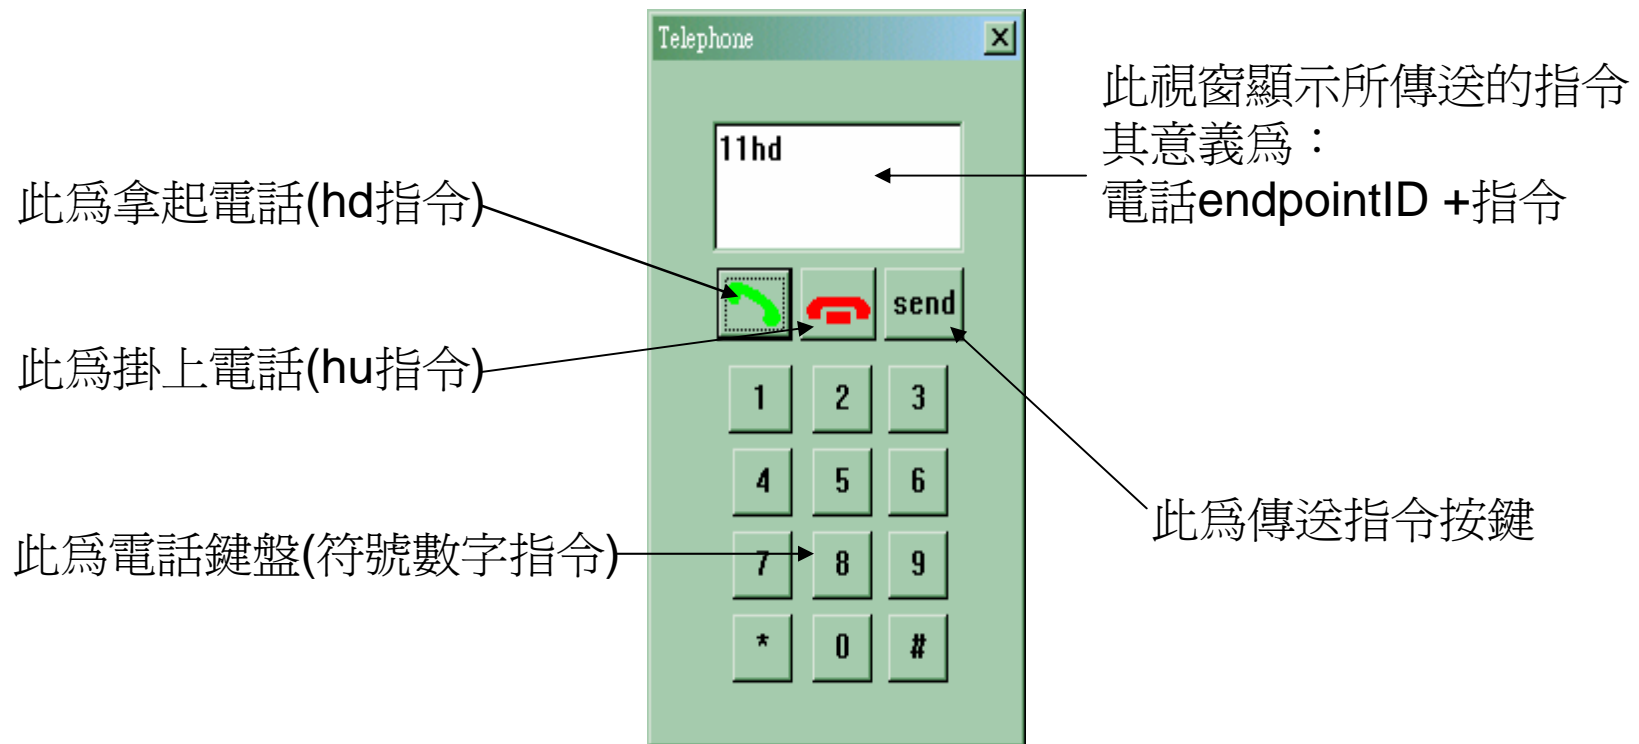 Telephone
11hd
此視窗顯示所傳送的指令
其意義爲：
電話endpointID +指令
此爲拿起電話(hd指令)
send
此爲掛上電話(hu指令)
1 2 3
4 5 6
此爲傳送指令按鍵
此爲電話鍵盤(符號數字指令)
7 8 9
* 0 #